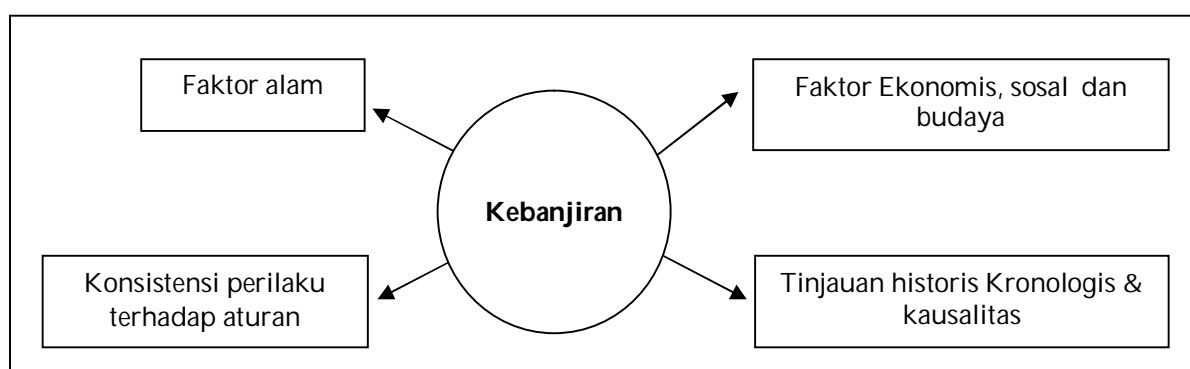 Faktor alam
Faktor Ekonomis, sosal dan
budaya
Kebanjiran
Konsistensi perilaku
terhadap aturan
Tinjauan historis Kronologis &
kausalitas